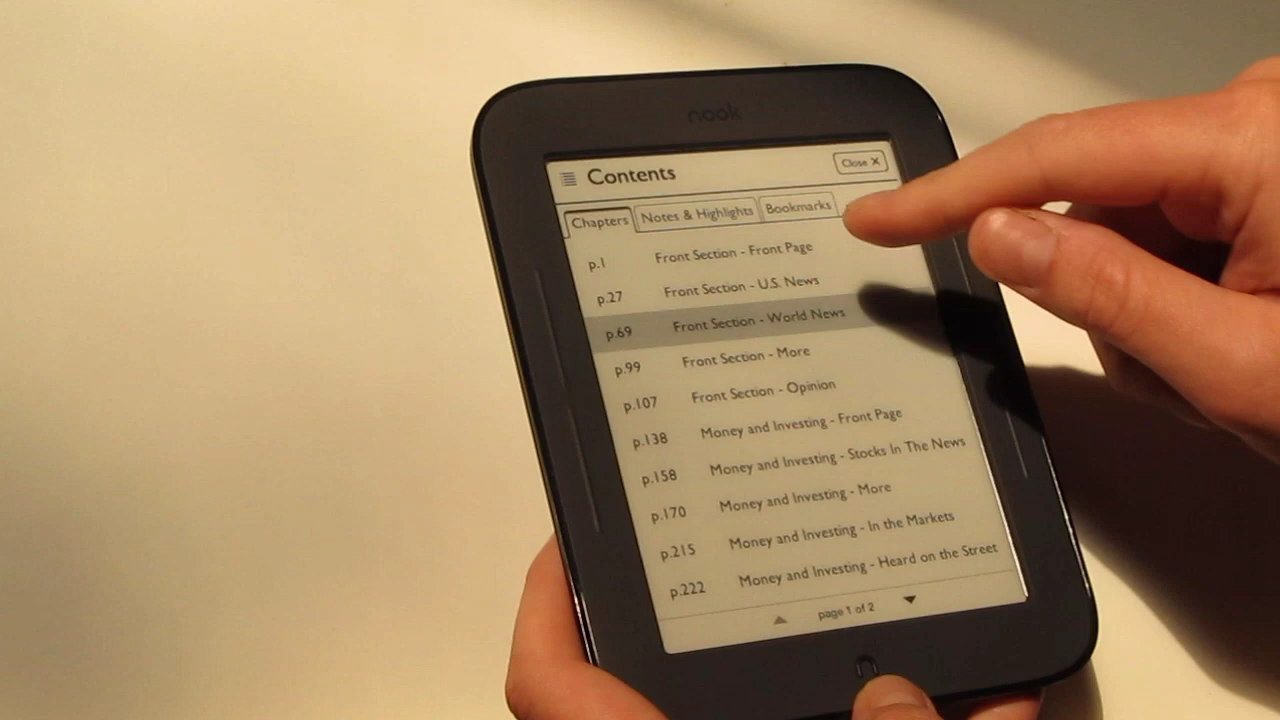 nook
Contents
Close X
Chapters
Notes & Highlights
Bookmarks
p.1 Front Section - Front Page
p.27 Front Section - U.S. News
p.69 Front Section - World News
p.99 Front Section - More
p.107 Front Section - Opinion
p.138 Money and Investing - Front Page
p.158 Money and Investing - Stocks In The News
p.170 Money and Investing - More
p.215 Money and Investing - In the Markets
p.222 Money and Investing - Heard on the Street
page 1 of 2